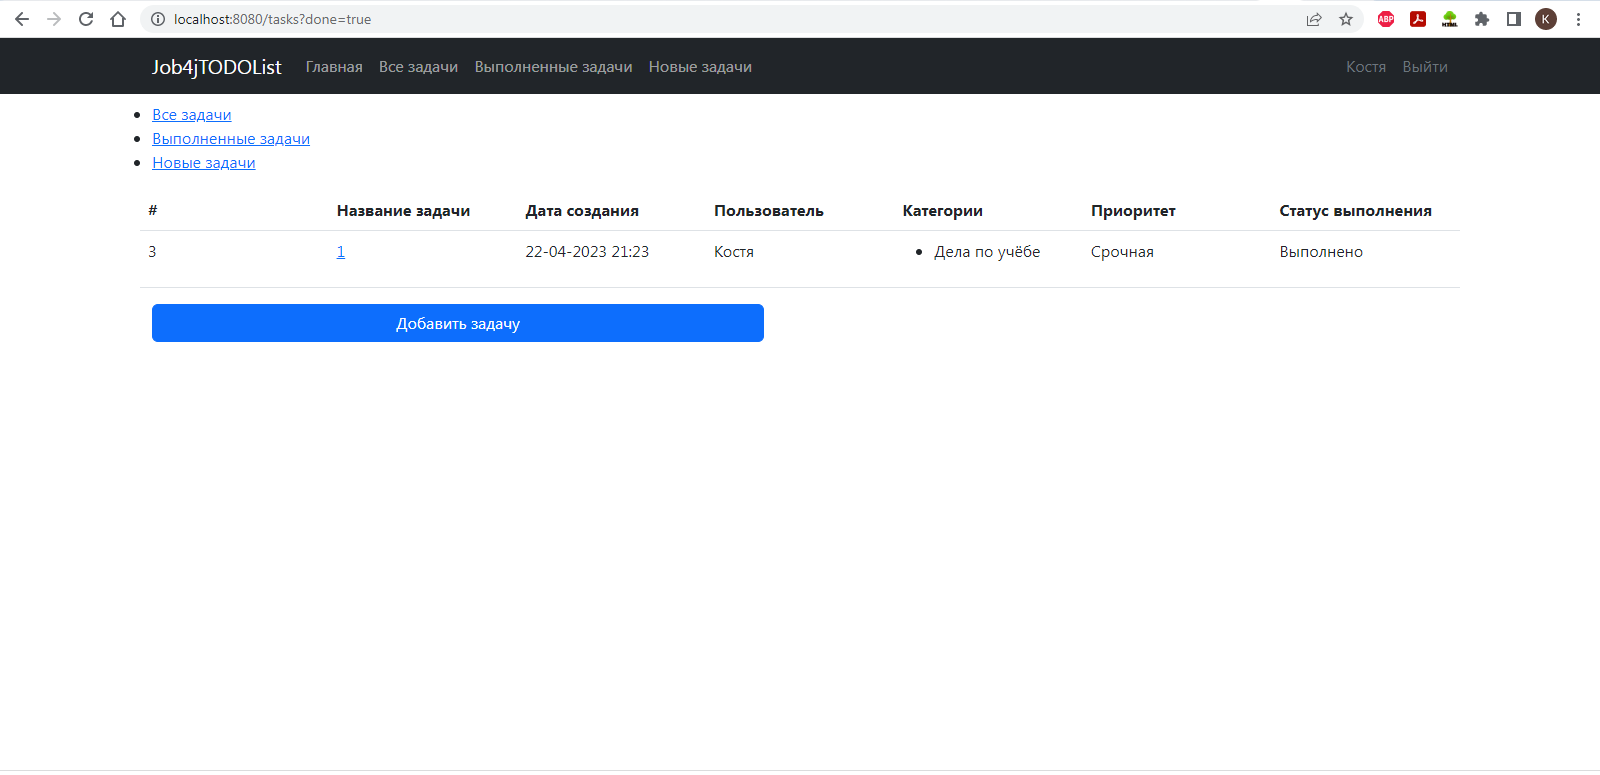 localhost:8080/tasks?done=true
ABP
HTML
K
Job4jTODOList Главная Все задачи Выполненные задачи Новые задачи Костя Выйти
Все задачи
Выполненные задачи
Новые задачи
# Название задачи Дата создания Пользователь Категории Приоритет Статус выполнения
3 1 22-04-2023 21:23 Костя Дела по учёбе Срочная Выполнено
Добавить задачу